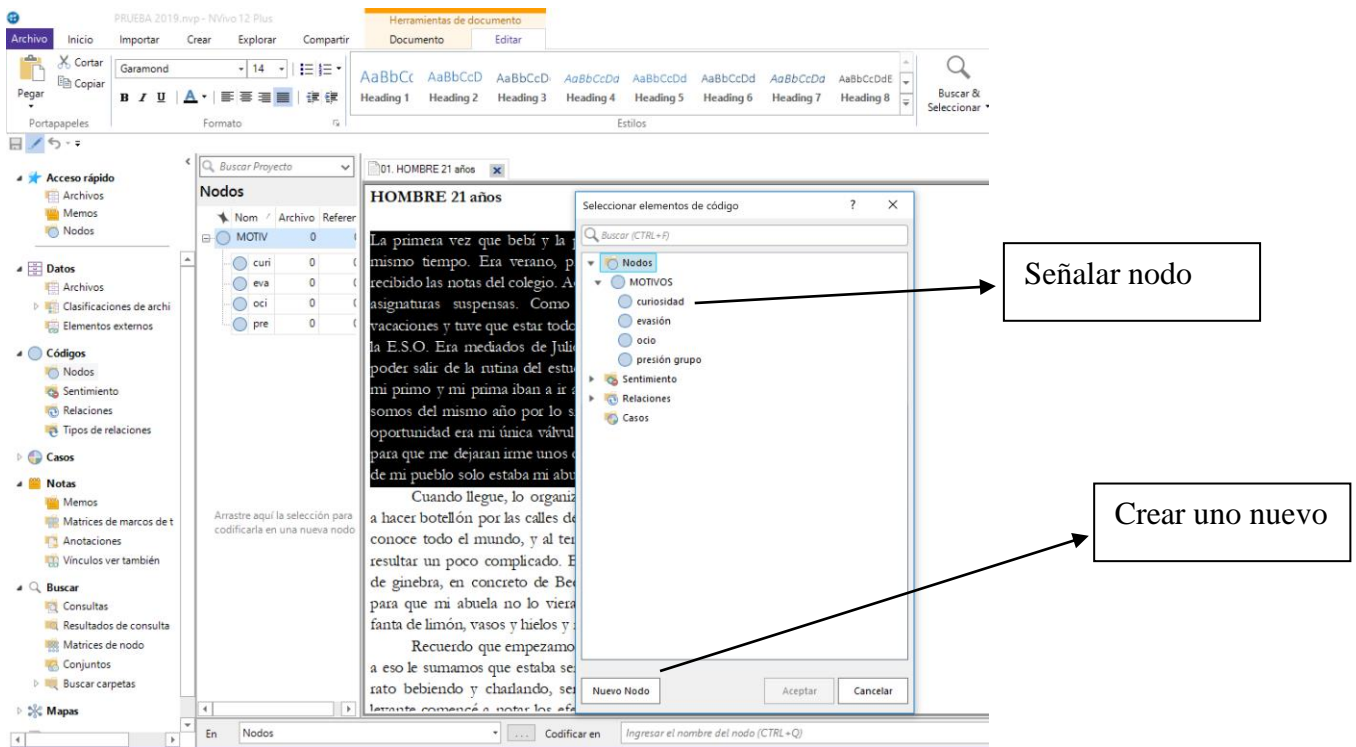 PRUEBA 2019.nvp - NVivo 12 Plus
Herramientas de documento
Archivo Inicio Importar Crear Explorar Compartir Documento Editar
Pegar
Cortar
Copiar
Portapapeles
Garamond 14
B I U A
Formato
AaBbCc AaBbCcD AaBbCcD AaBbCcDd AaBbCcDd AaBbCcDd AaBbCcDd AaBbCcDdE
Heading 1 Heading 2 Heading 3 Heading 4 Heading 5 Heading 6 Heading 7 Heading 8
Estilos
Buscar &
Seleccionar
Acceso rápido
Archivos
Memos
Nodos
Datos
Archivos
Clasificaciones de archi
Elementos externos
Códigos
Nodos
Sentimiento
Relaciones
Tipos de relaciones
Casos
Notas
Memos
Matrices de marcos de t
Anotaciones
Vínculos ver también
Buscar
Consultas
Resultados de consulta
Matrices de nodo
Conjuntos
Buscar carpetas
Mapas
Buscar Proyecto
Nodos
Nom Archivo Referer
MOTIV 0
curi 0
eva 0
oci 0
pre 0
Arrastre aquí la selección para
codificarla en una nueva nodo
01. HOMBRE 21 años
HOMBRE 21 años
La primera vez que bebí y la
mismo tiempo. Era verano, p
recibido las notas del colegio. A
asignaturas suspensas. Como
vacaciones y tuve que estar todo
la E.S.O. Era mediados de Juli
poder salir de la rutina del estu
mi primo y mi prima iban a ir a
somos del mismo año por lo
oportunidad era mi única válvul
para que me dejaran irme unos
de mi pueblo solo estaba mi abu
Cuando llegue, lo organiz
a hacer botellón por las calles de
conoce todo el mundo, y al ter
resultar un poco complicado. E
de ginebra, en concreto de Bee
para que mi abuela no lo viera
fanta de limón, vasos y hielos y
Recuerdo que empezamo
a eso le sumamos que estaba se
rato bebiendo y charlando, ser
levante comencé a notar los efe
Seleccionar elementos de código ? X
Buscar (CTRL+F)
Nodos
MOTIVOS
curiosidad
evasión
ocio
presión grupo
Sentimiento
Relaciones
Casos
Nuevo Nodo Aceptar Cancelar
En Nodos ... Codificar en Ingresar el nombre del nodo (CTRL+Q)
Señalar nodo
Crear uno nuevo